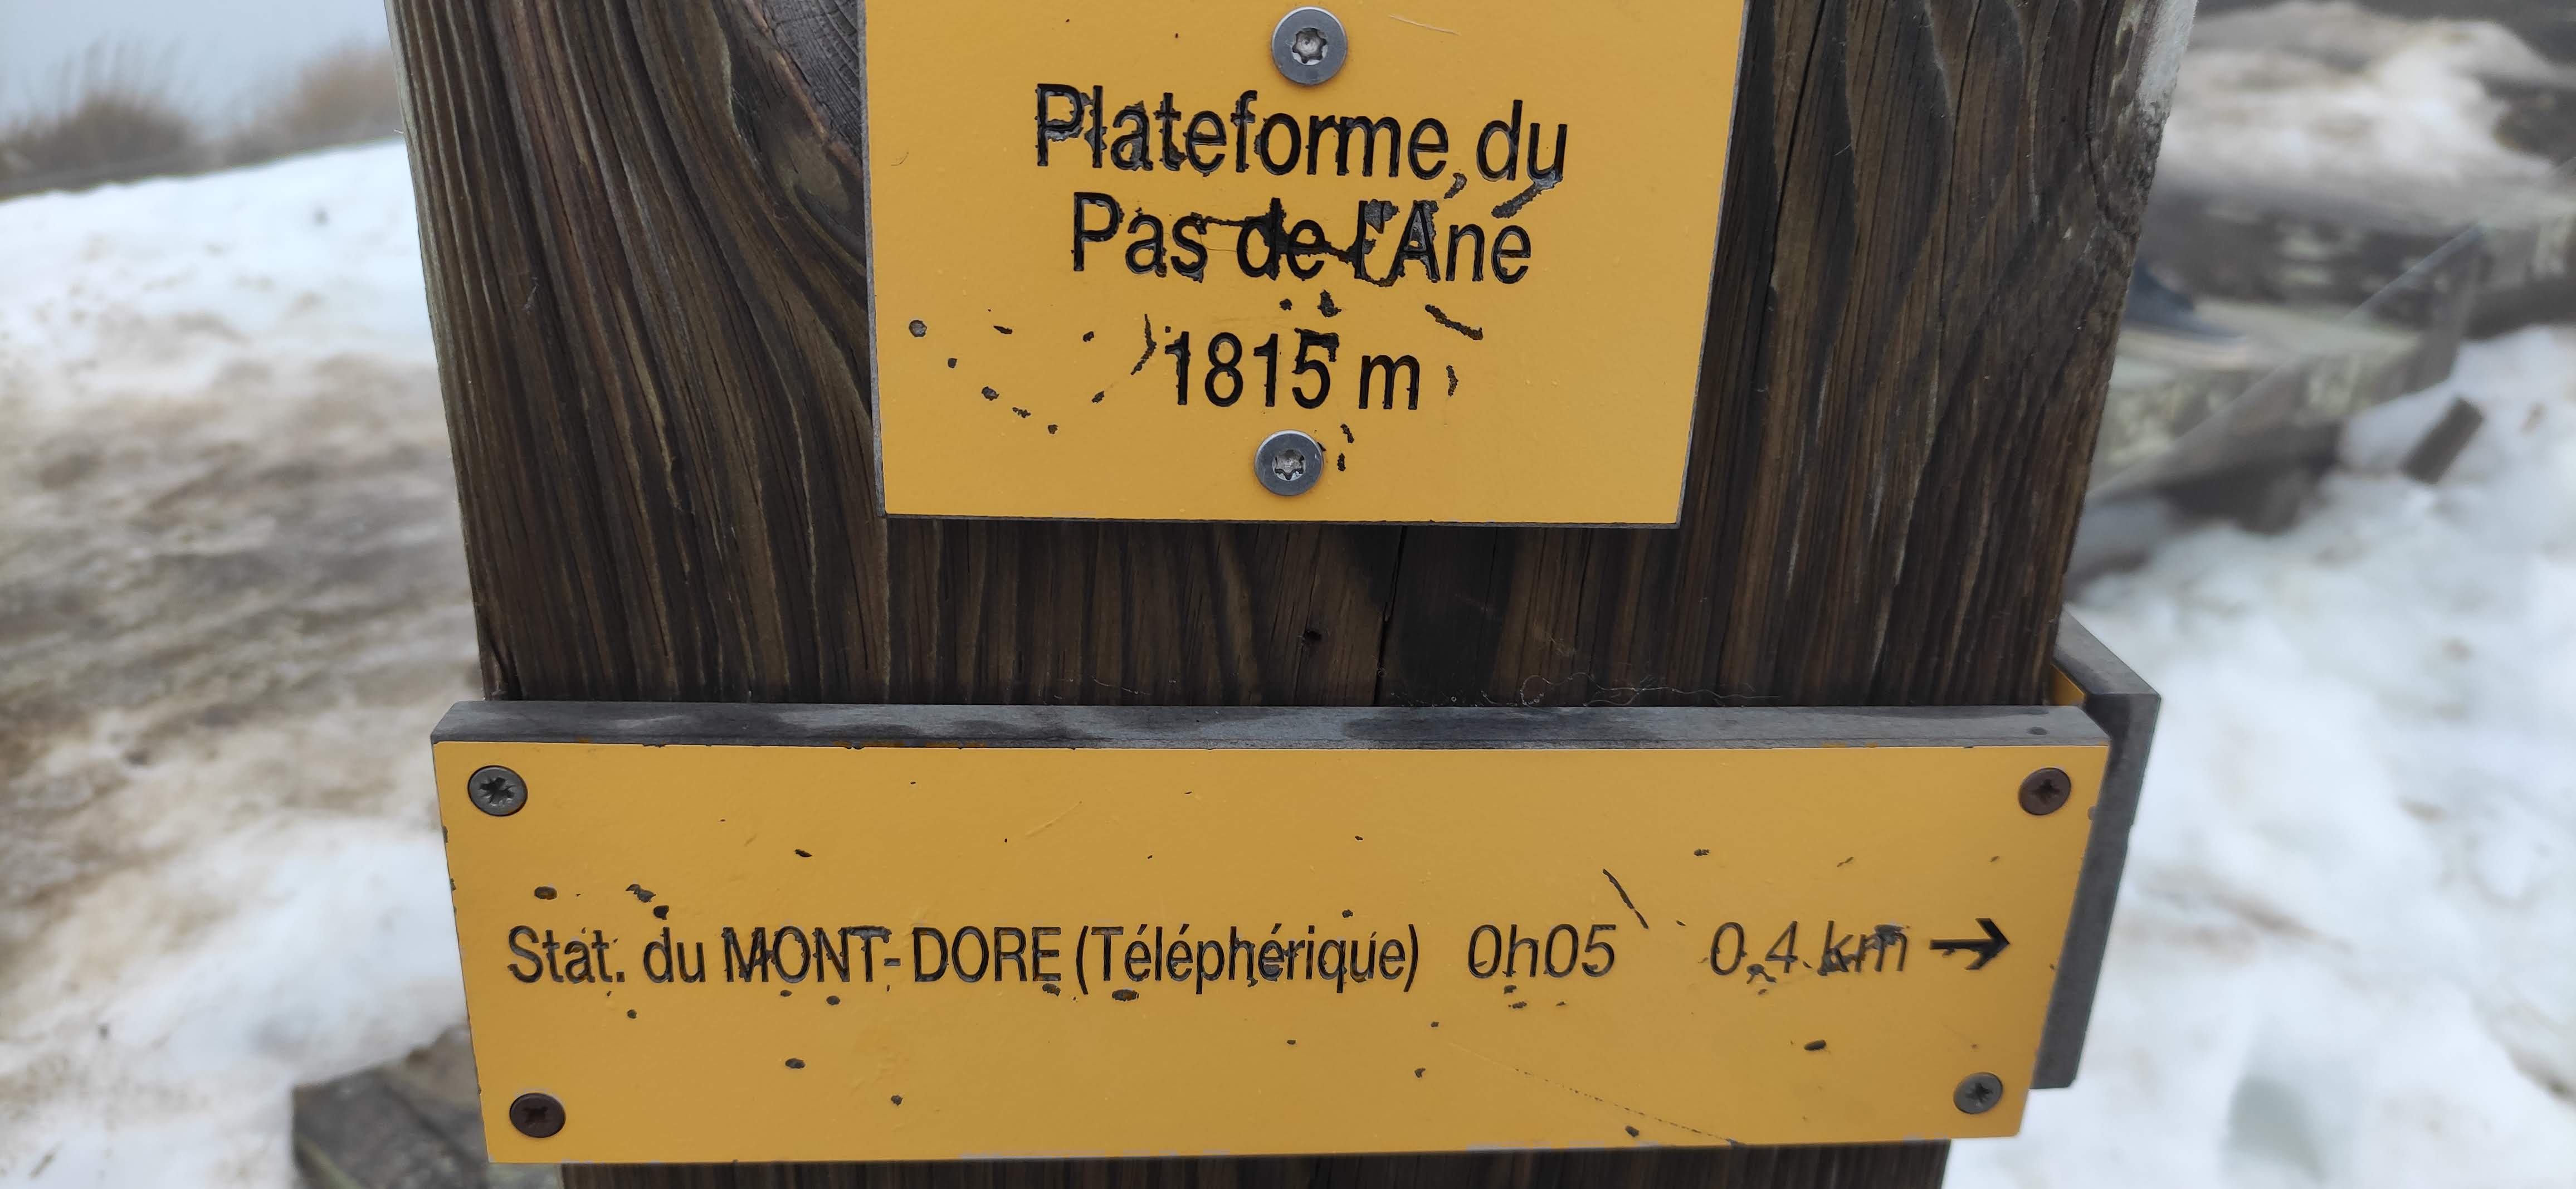 Plateforme du
Pas de l'Ane
1815 m
Stat. du MONT-DORE (Téléphérique) 0h05 0,4 km →